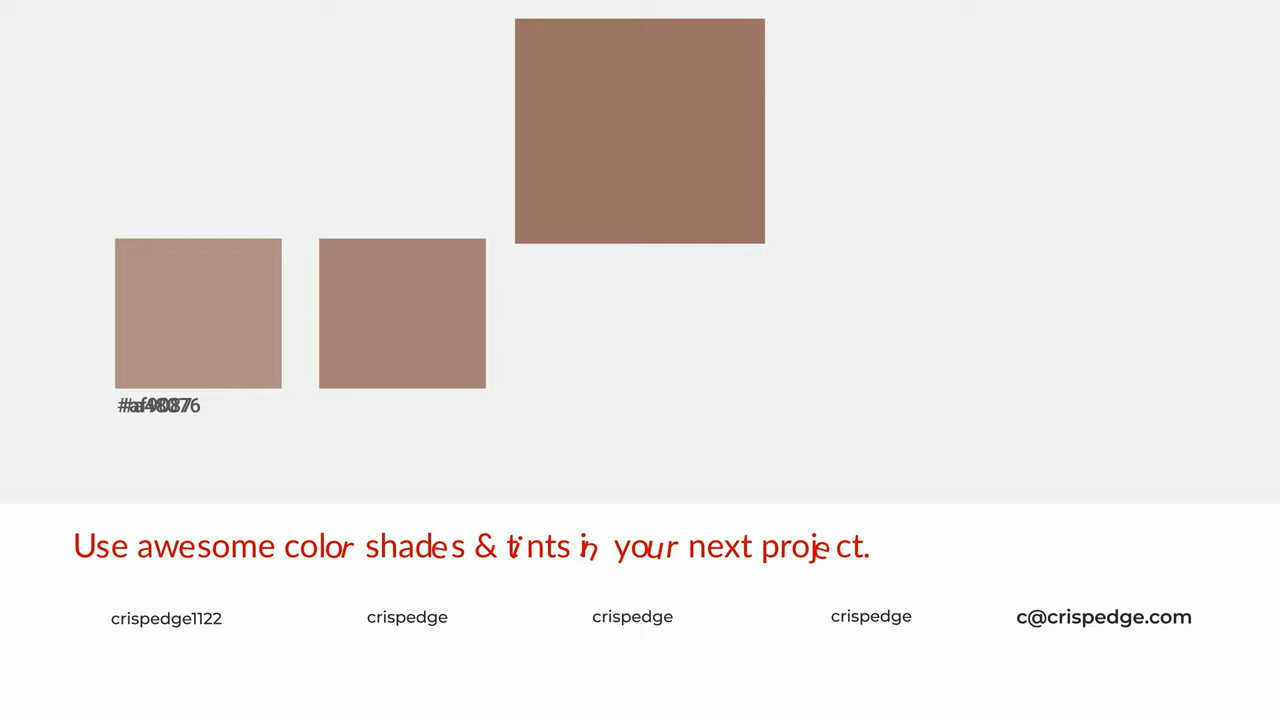 Use awesome color shades & tints in your next project.
crispedge1122 crispedge crispedge crispedge c@crispedge.com